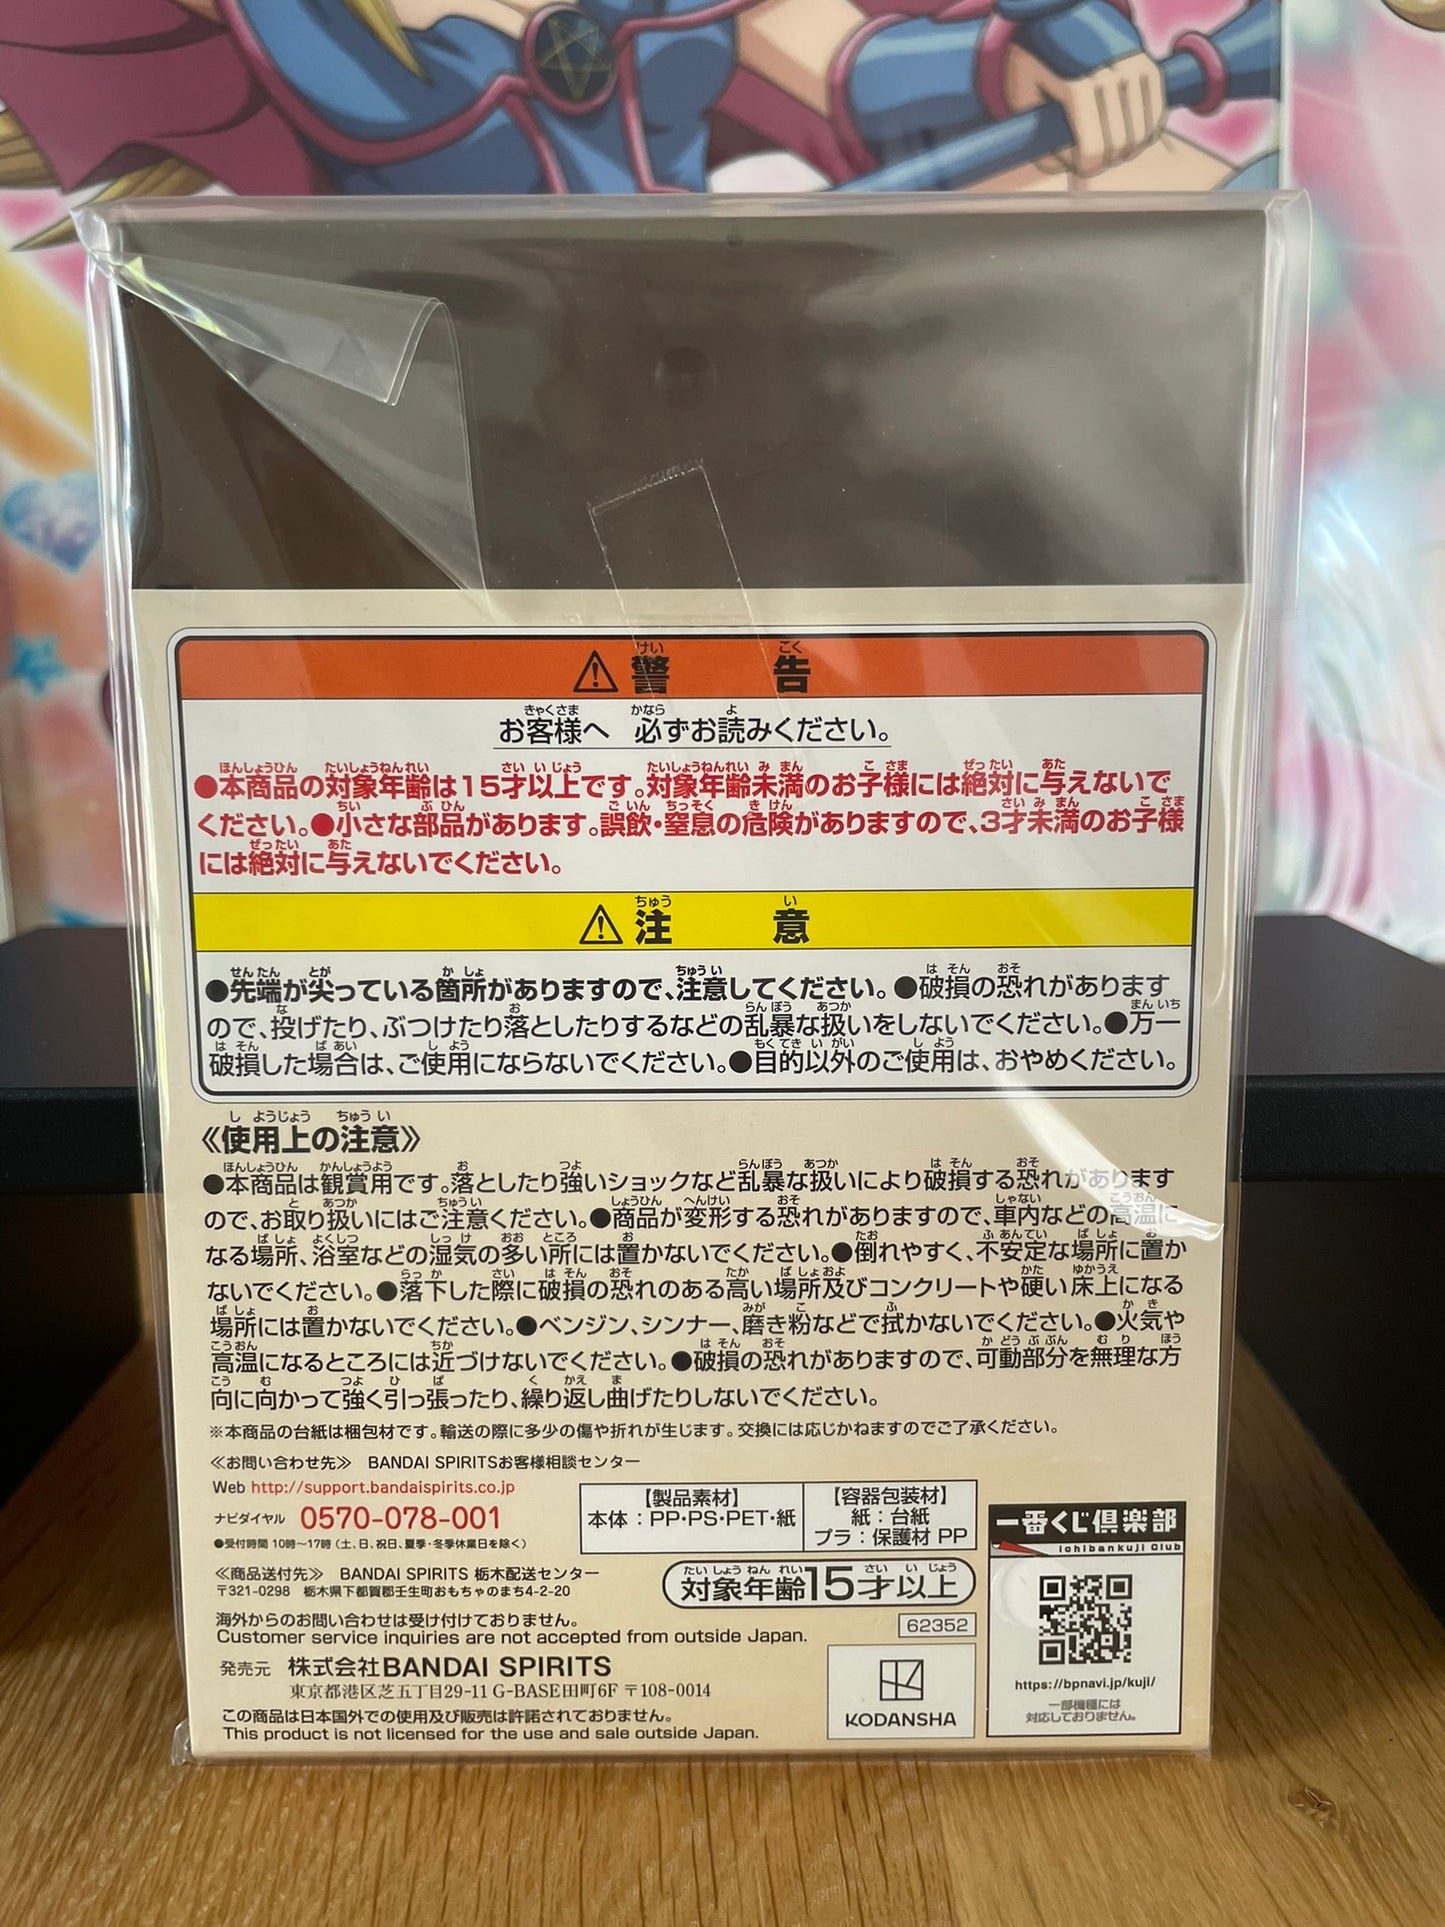 警告
お客様へ 必ずお読みください。
●本商品の対象年齢は15才以上です。対象年齢未満のお子様には絶対に与えないで
ください。●小さな部品があります。誤飲・窒息の危険がありますので、3才未満のお子様
には絶対に与えないでください。
注意
●先端が尖っている箇所がありますので、注意してください。●破損の恐れがあります
ので、投げたり、ぶつけたり落としたりするなどの乱暴な扱いをしないでください。●万一
破損した場合は、ご使用にならないでください。●目的以外のご使用は、おやめください。
《使用上の注意》
●本商品は観賞用です。落としたり強いショックなど乱暴な扱いにより破損する恐れがあります
ので、お取り扱いにはご注意ください。●商品が変形する恐れがありますので、車内などの高温に
なる場所、浴室などの湿気の多い所には置かないでください。●倒れやすく、不安定な場所に置か
ないでください。●落下した際に破損の恐れのある高い場所及びコンクリートや硬い床上になる
場所には置かないでください。●ベンジン、シンナー、磨き粉などで拭かないでください。●火気や
高温になるところには近づけないでください。●破損の恐れがありますので、可動部分を無理な方
向に向かって強く引っ張ったり、繰り返し曲げたりしないでください。
※本商品の台紙は梱包材です。輸送の際に多少の傷や折れが生じます。交換には応じかねますのでご了承ください。
≪お問い合わせ先≫ BANDAI SPIRITSお客様相談センター
Web http://support.bandaispirits.co.jp
ナビダイヤル 0570-078-001
●受付時間 10時～17時（土、日、祝日、夏季・冬季休業日を除く）
【製品素材】
本体：PP・PS・PET・紙
【容器包装材】
紙：台紙
プラ：保護材 PP
≪商品送付先≫ BANDAI SPIRITS 栃木配送センター
〒321-0298 栃木県下都賀郡壬生町おもちゃのまち4-2-20
対象年齢15才以上
海外からのお問い合わせは受け付けておりません。
Customer service inquiries are not accepted from outside Japan.
62352
発売元 株式会社BANDAI SPIRITS
東京都港区芝五丁目29-11 G-BASE田町6F 〒108-0014
この商品は日本国外での使用及び販売は許諾されておりません。
This product is not licensed for the use and sale outside Japan.
KODANSHA
一番くじ倶楽部
Ichibankuji Club
https://bpnavi.jp/kuji/
一部機種には
対応しておりません。